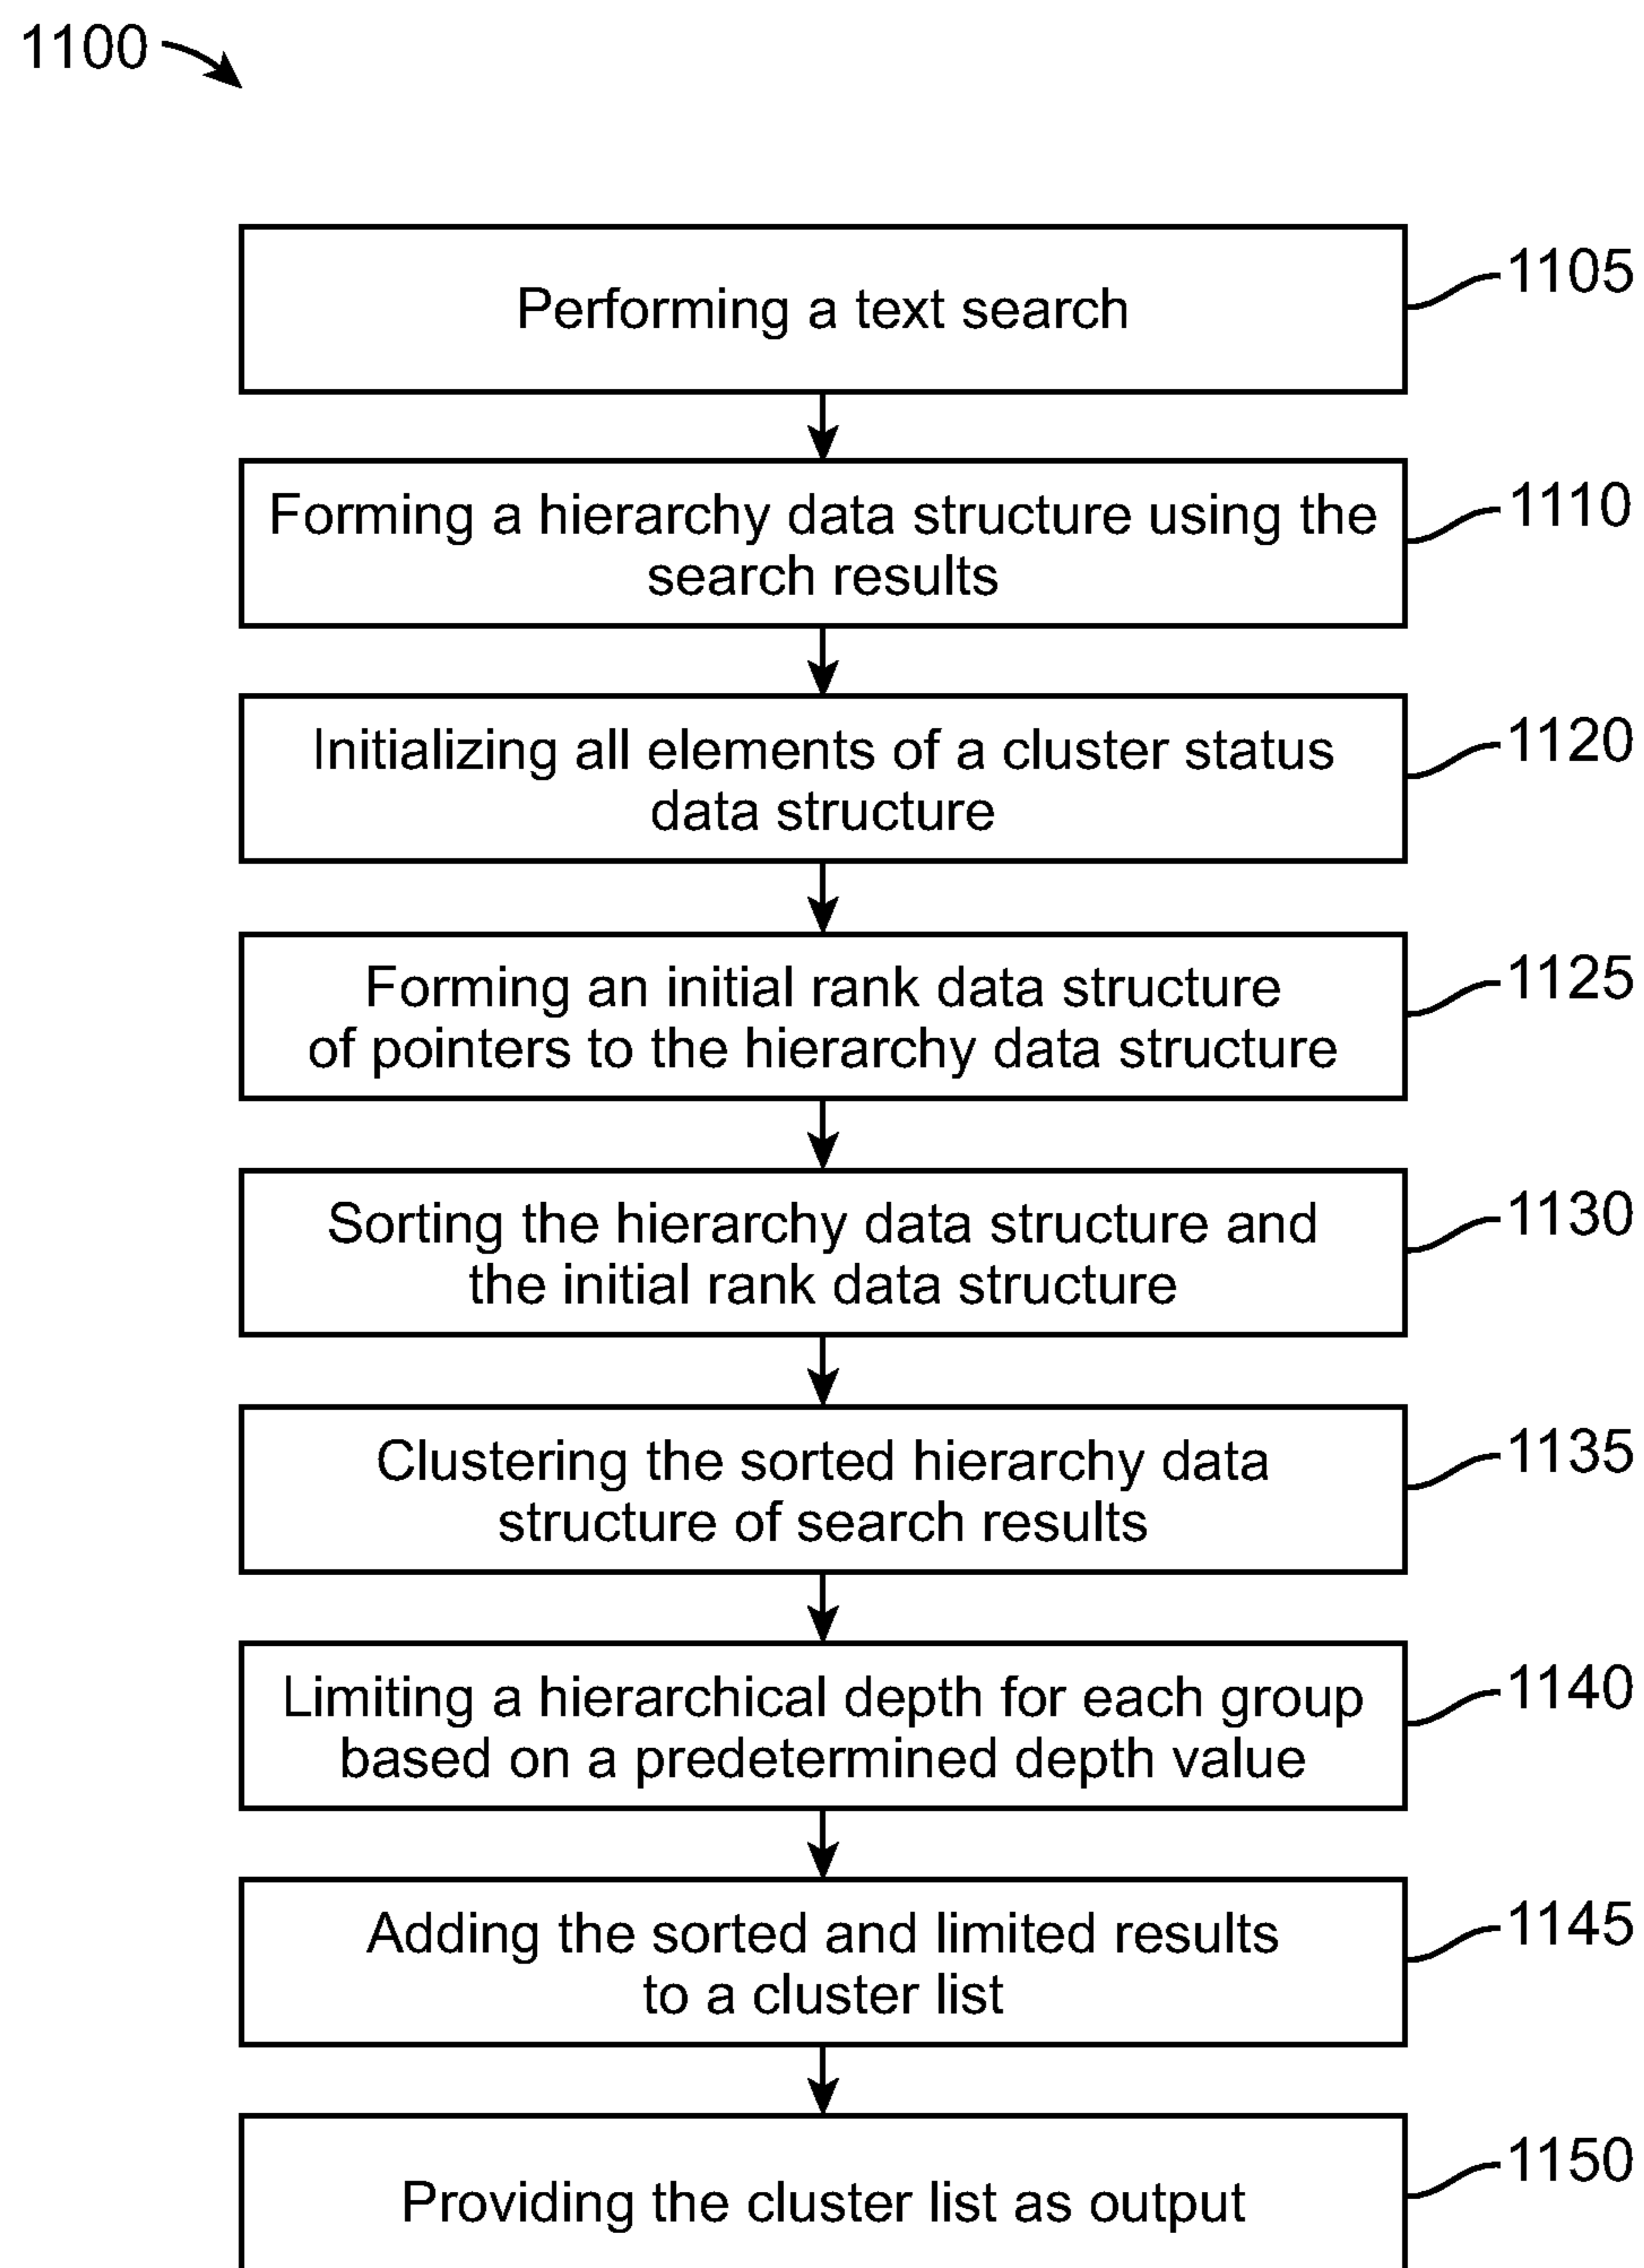 1100
Performing a text search
1105
Forming a hierarchy data structure using the
search results
1110
Initializing all elements of a cluster status
data structure
1120
Forming an initial rank data structure
of pointers to the hierarchy data structure
1125
Sorting the hierarchy data structure and
the initial rank data structure
1130
Clustering the sorted hierarchy data
structure of search results
1135
Limiting a hierarchical depth for each group
based on a predetermined depth value
1140
Adding the sorted and limited results
to a cluster list
1145
Providing the cluster list as output
1150